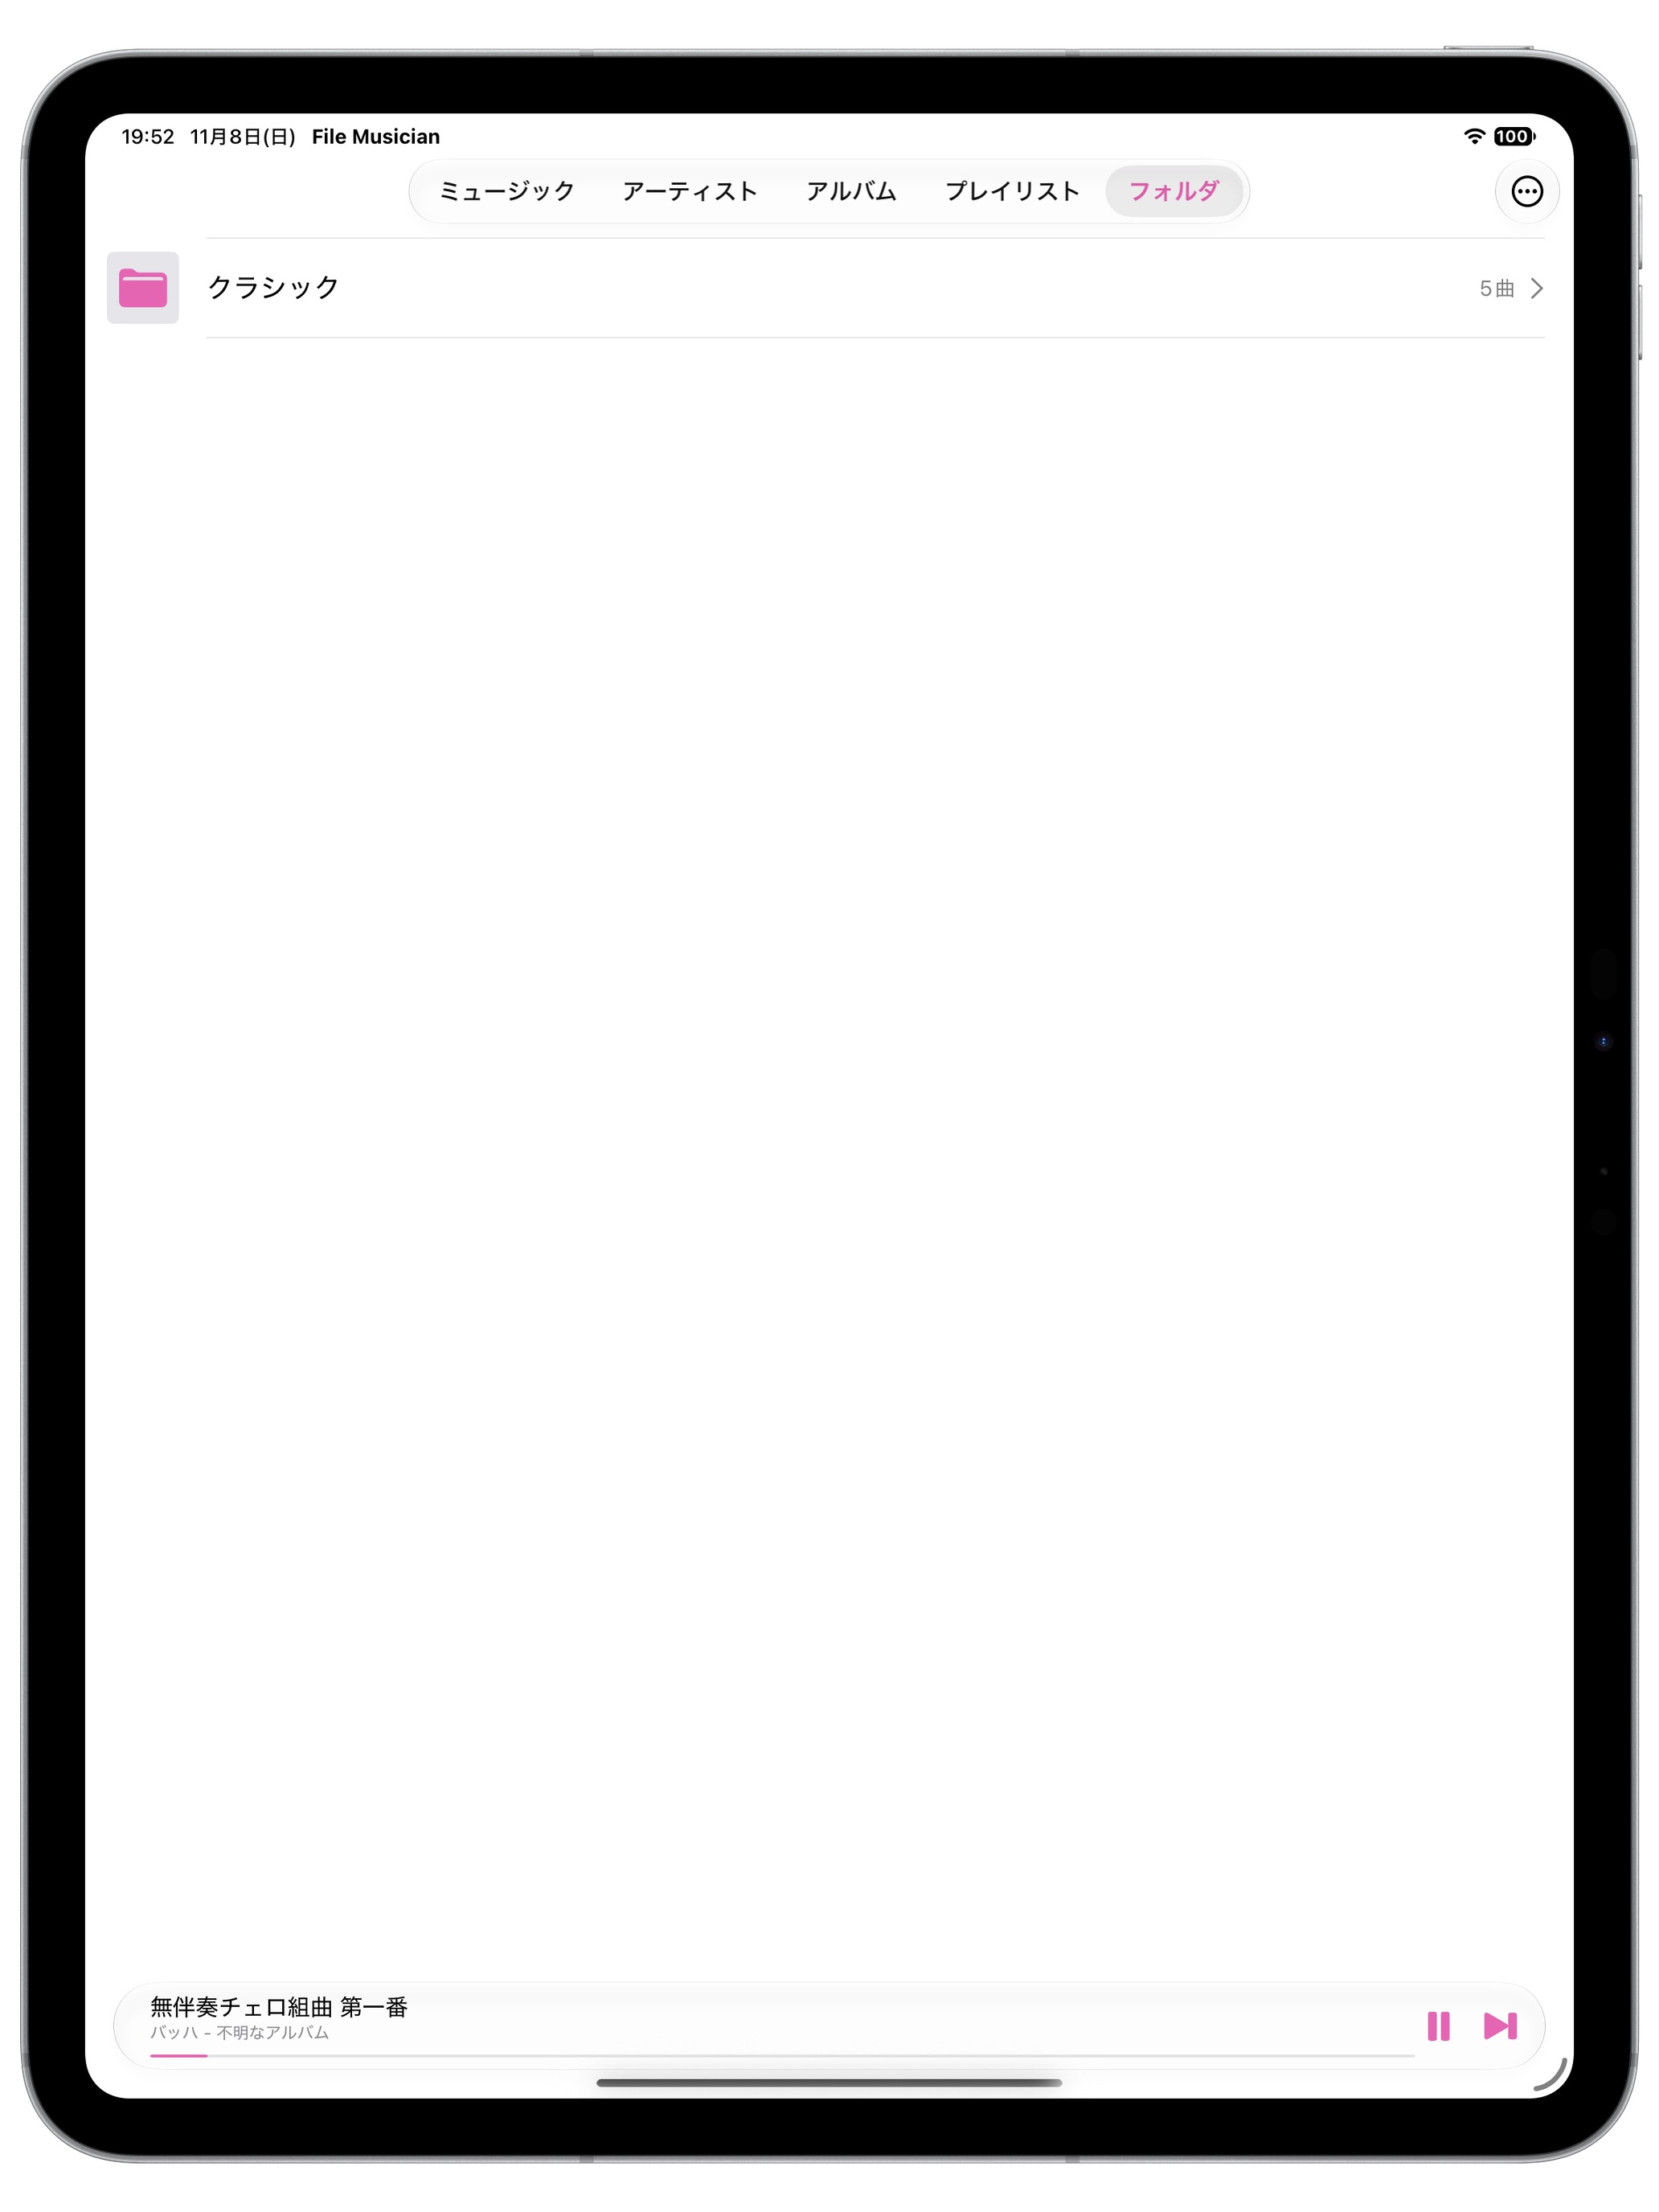 19:52 11月8日(日) File Musician 100
ミュージック アーティスト アルバム プレイリスト フォルダ
クラシック 5曲
無伴奏チェロ組曲 第一番
バッハ - 不明なアルバム